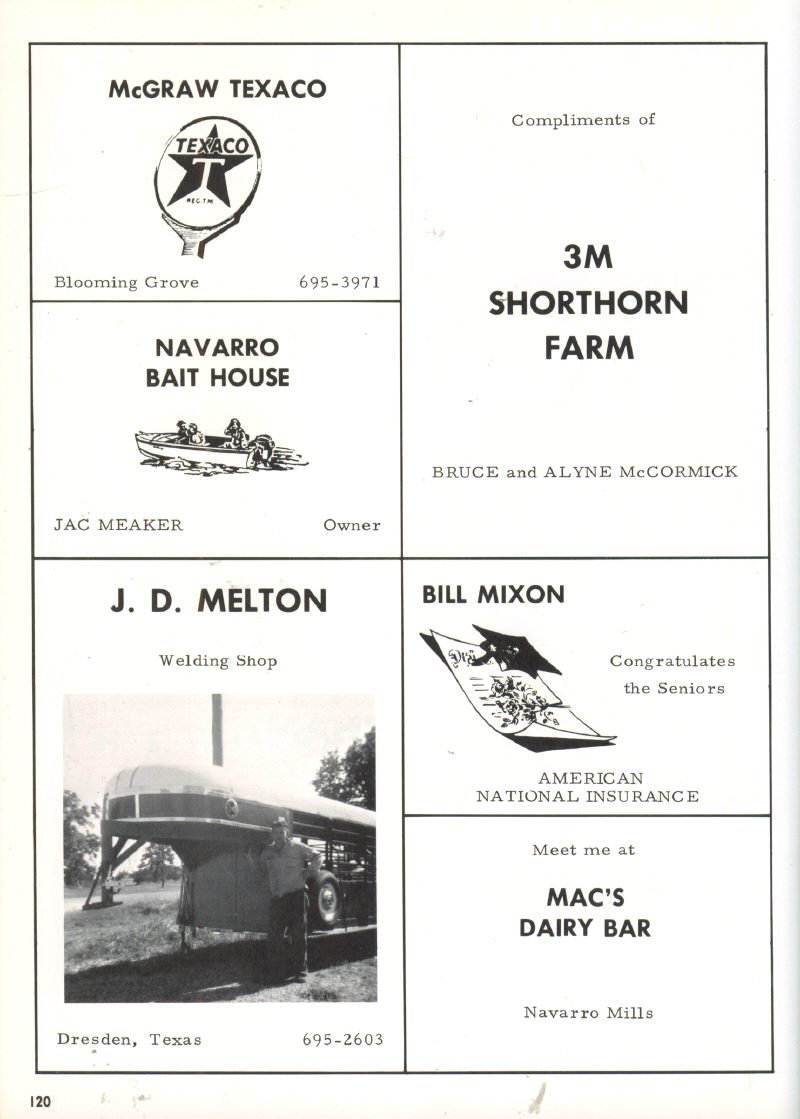 McGRAW TEXACO
TEXACO
T
REG. T.M.
Blooming Grove 695-3971
NAVARRO
BAIT HOUSE
JAC MEAKER Owner
J. D. MELTON
Welding Shop
Dresden, Texas 695-2603
Compliments of
3M
SHORTHORN
FARM
BRUCE and ALYNE McCORMICK
BILL MIXON
Congratulates
the Seniors
AMERICAN
NATIONAL INSURANCE
Meet me at
MAC'S
DAIRY BAR
Navarro Mills
120